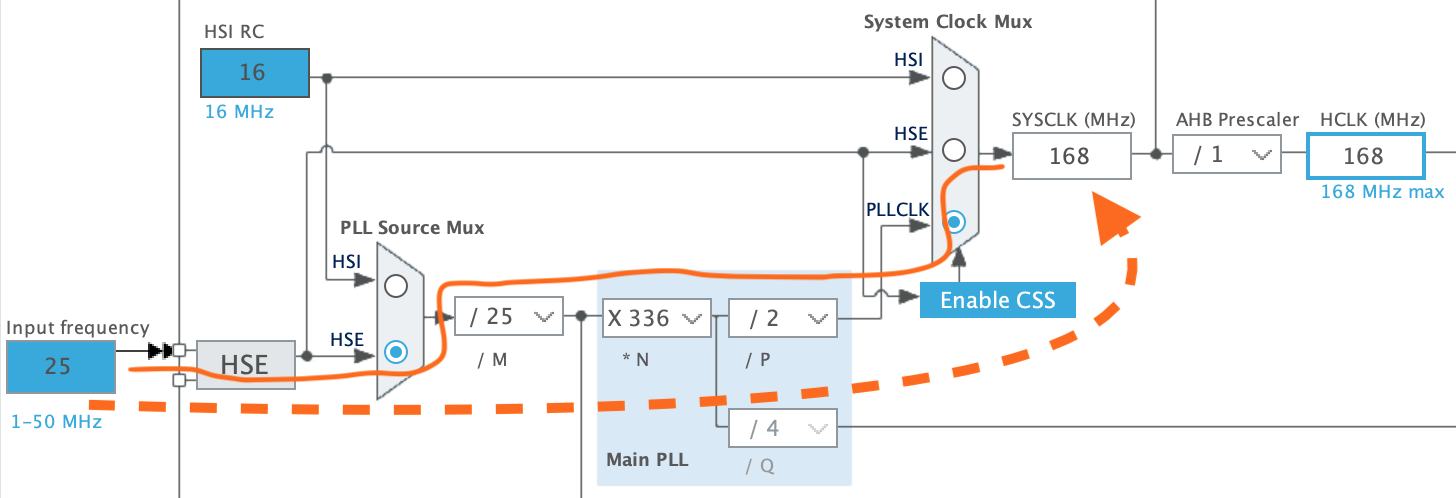 System Clock Mux
HSI RC
16
16 MHz
HSI
HSE
SYSCLK (MHz)
AHB Prescaler
HCLK (MHz)
168
/ 1
168
168 MHz max
PLLCLK
PLL Source Mux
HSI
Enable CSS
Input frequency
25
1-50 MHz
HSE
HSE
/ 25
/ M
X 336
* N
/ 2
/ P
/ 4
/ Q
Main PLL